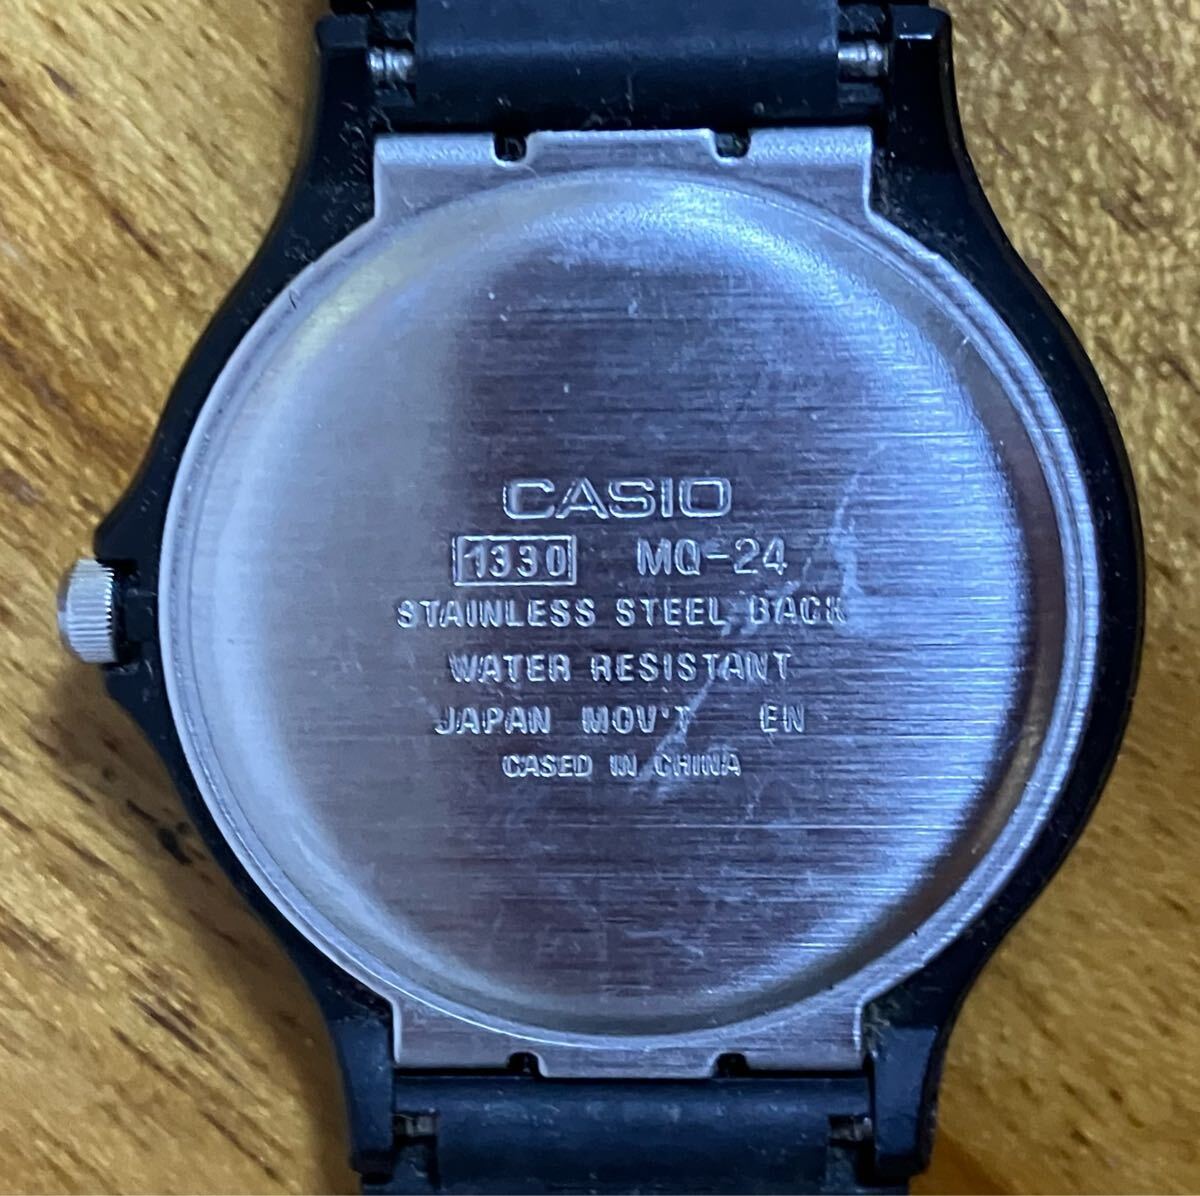 CASIO
1330 MQ-24
STAINLESS STEEL BACK
WATER RESISTANT
JAPAN MOV'T EN
CASED IN CHINA